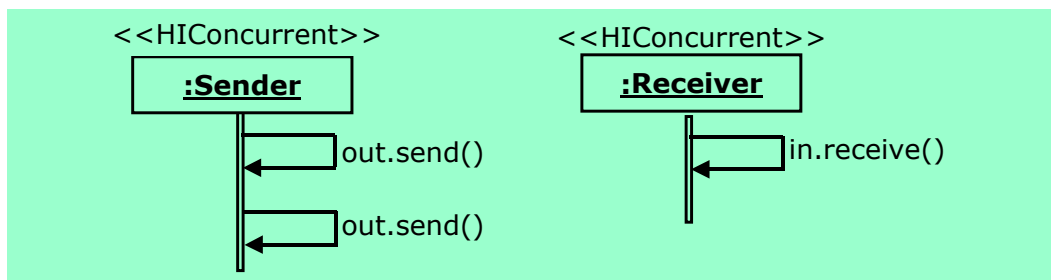 <<HIConcurrent>>
:Sender
out.send()
out.send()
<<HIConcurrent>>
:Receiver
in.receive()